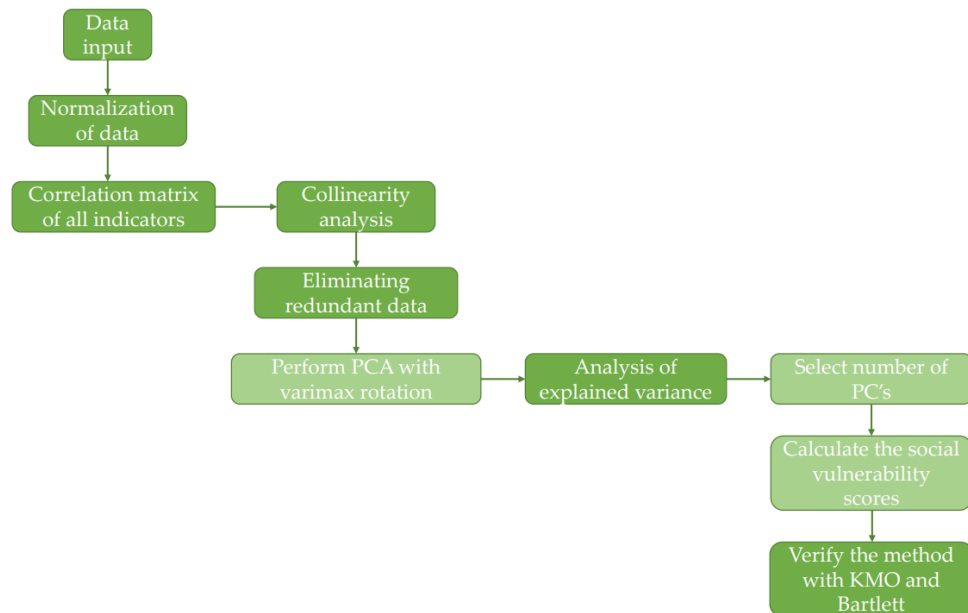 Data
input
Normalization
of data
Correlation matrix
of all indicators
Collinearity
analysis
Eliminating
redundant data
Perform PCA with
varimax rotation
Analysis of
explained variance
Select number of
PC's
Calculate the social
vulnerability
scores
Verify the method
with KMO and
Bartlett